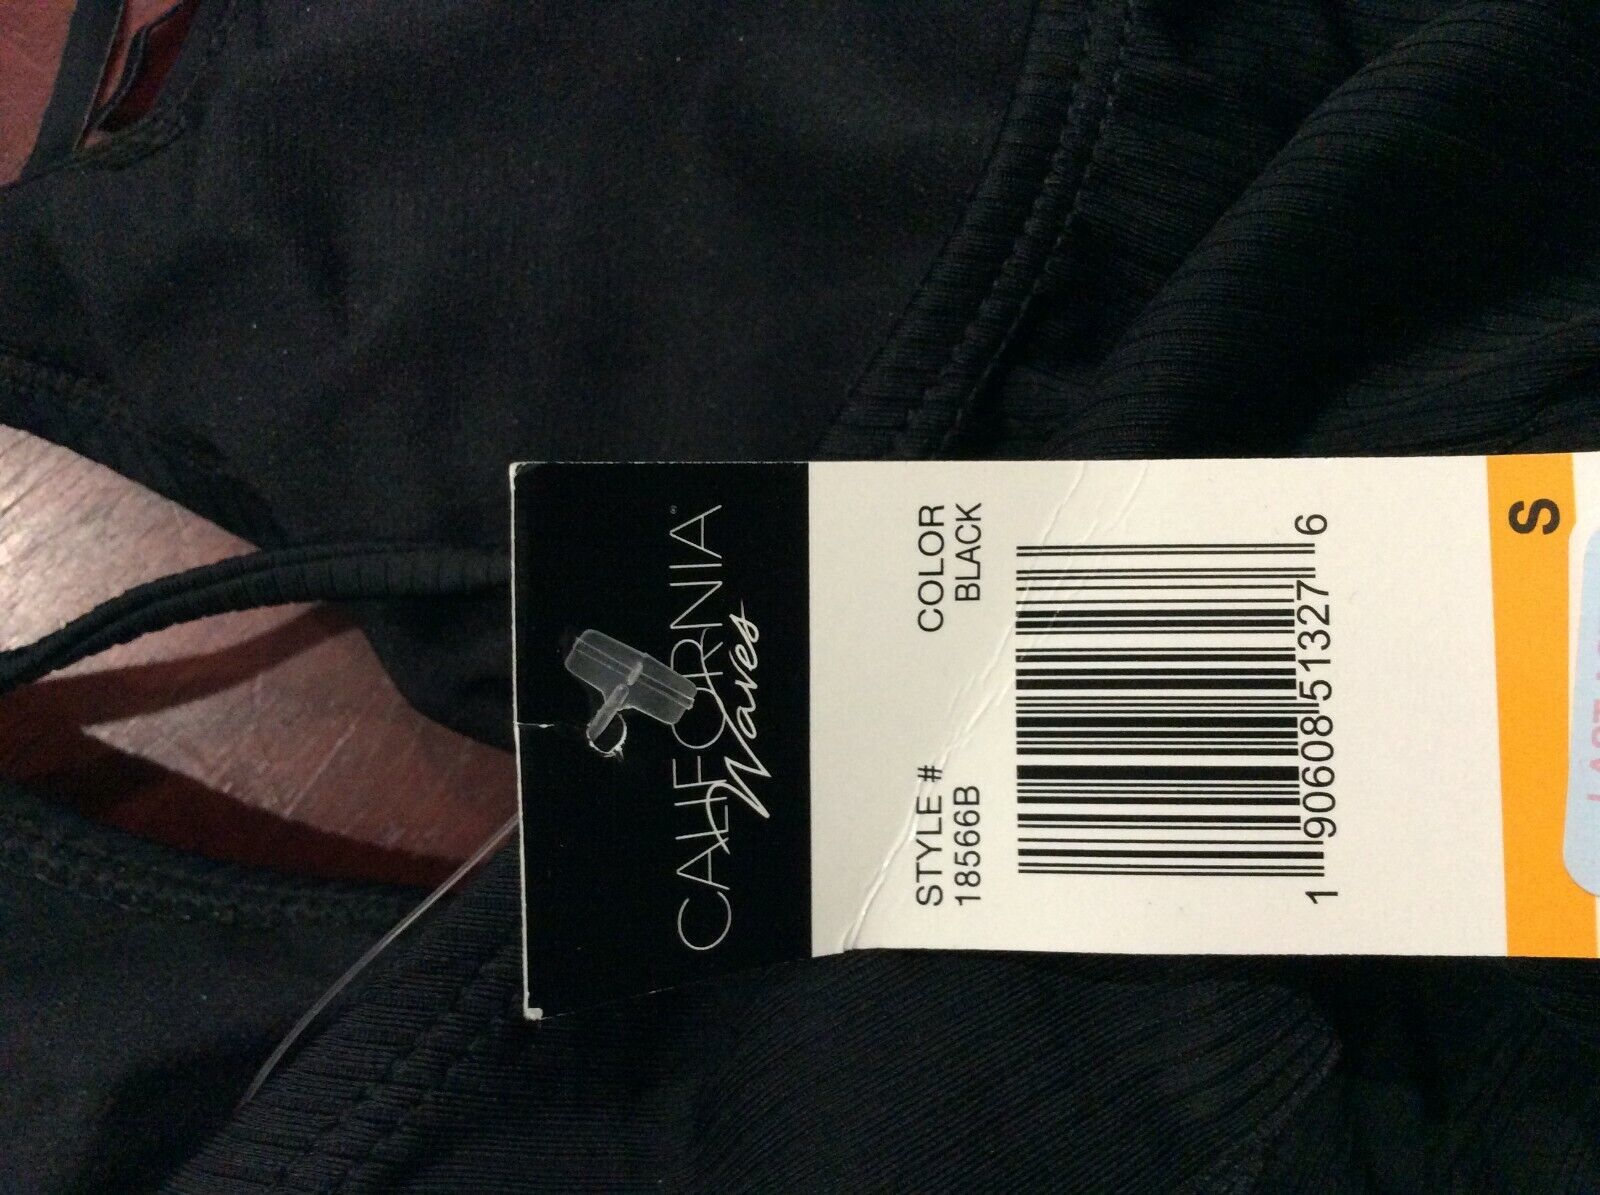 CALIFORNIA
Waves
STYLE #
18566B
COLOR
BLACK
1 90608 51327 6
S